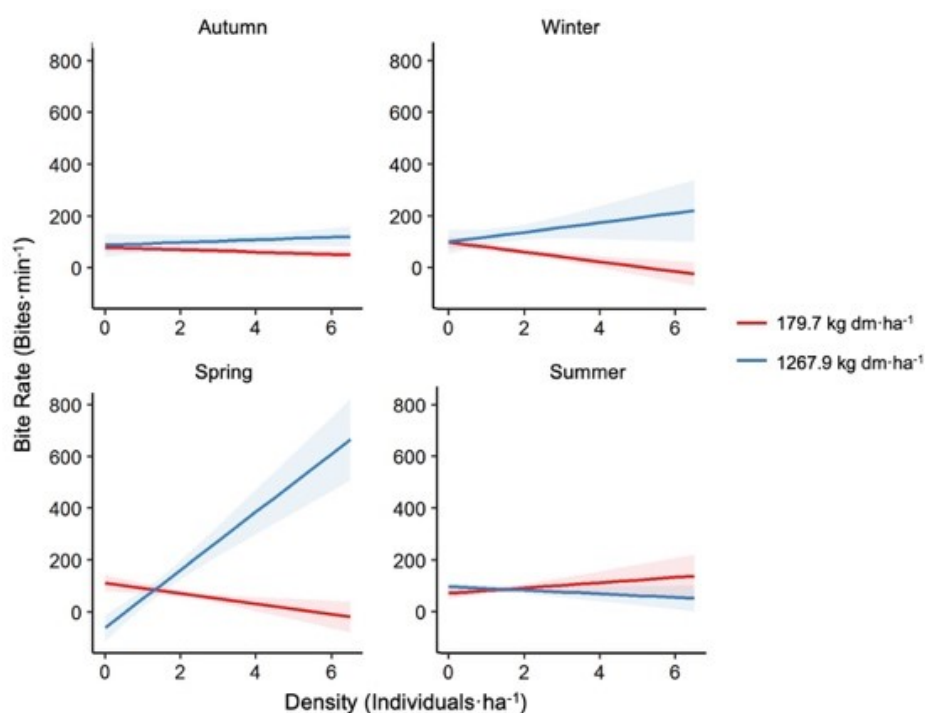 Autumn
Winter
800
600
400
200
0
0 2 4 6
800
600
400
200
0
0 2 4 6
179.7 kg dm·ha⁻¹
1267.9 kg dm·ha⁻¹
Bite Rate (Bites·min⁻¹)
Spring
Summer
800
600
400
200
0
0 2 4 6
800
600
400
200
0
0 2 4 6
Density (Individuals·ha⁻¹)